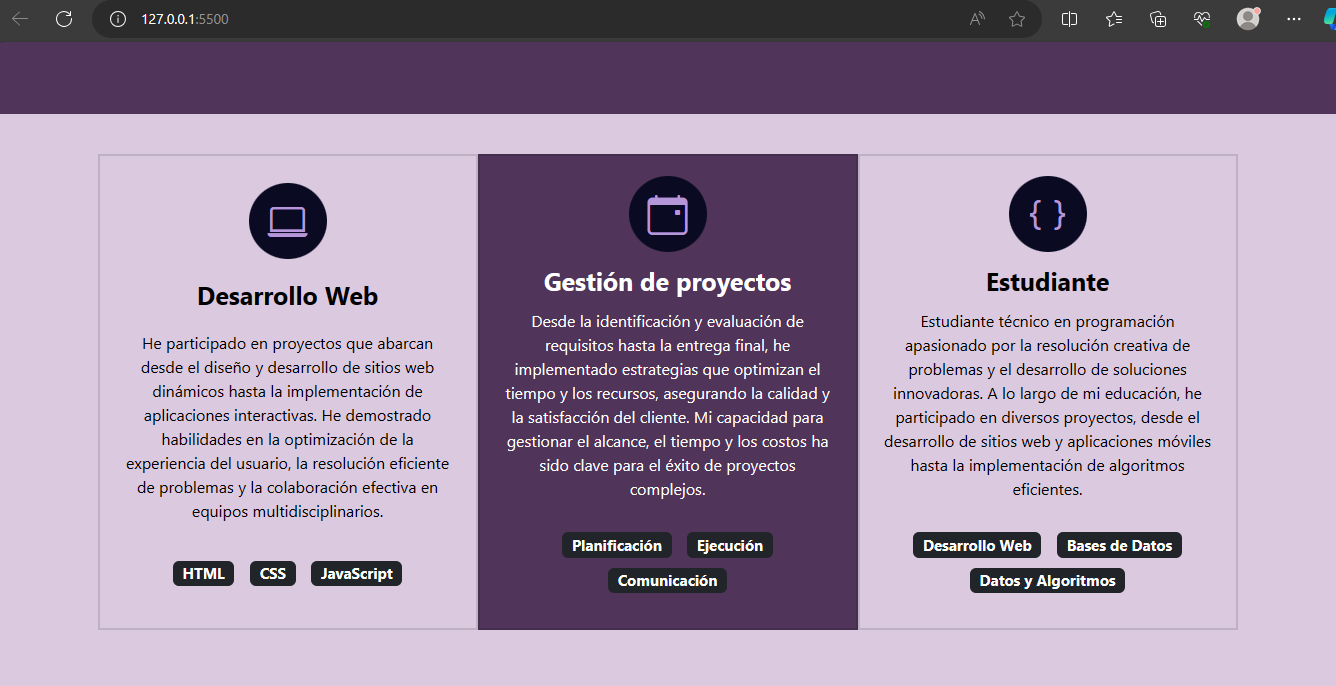 127.0.0.1:5500
Desarrollo Web
He participado en proyectos que abarcan
desde el diseño y desarrollo de sitios web
dinámicos hasta la implementación de
aplicaciones interactivas. He demostrado
habilidades en la optimización de la
experiencia del usuario, la resolución eficiente
de problemas y la colaboración efectiva en
equipos multidisciplinarios.
HTML CSS JavaScript
Gestión de proyectos
Desde la identificación y evaluación de
requisitos hasta la entrega final, he
implementado estrategias que optimizan el
tiempo y los recursos, asegurando la calidad y
la satisfacción del cliente. Mi capacidad para
gestionar el alcance, el tiempo y los costos ha
sido clave para el éxito de proyectos
complejos.
Planificación Ejecución
Comunicación
{ }
Estudiante
Estudiante técnico en programación
apasionado por la resolución creativa de
problemas y el desarrollo de soluciones
innovadoras. A lo largo de mi educación, he
participado en diversos proyectos, desde el
desarrollo de sitios web y aplicaciones móviles
hasta la implementación de algoritmos
eficientes.
Desarrollo Web Bases de Datos
Datos y Algoritmos